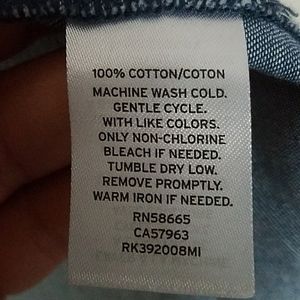 100% COTTON/COTON
MACHINE WASH COLD.
GENTLE CYCLE.
WITH LIKE COLORS.
ONLY NON-CHLORINE
BLEACH IF NEEDED.
TUMBLE DRY LOW.
REMOVE PROMPTLY.
WARM IRON IF NEEDED.
RN58665
CA57963
RK392008MI